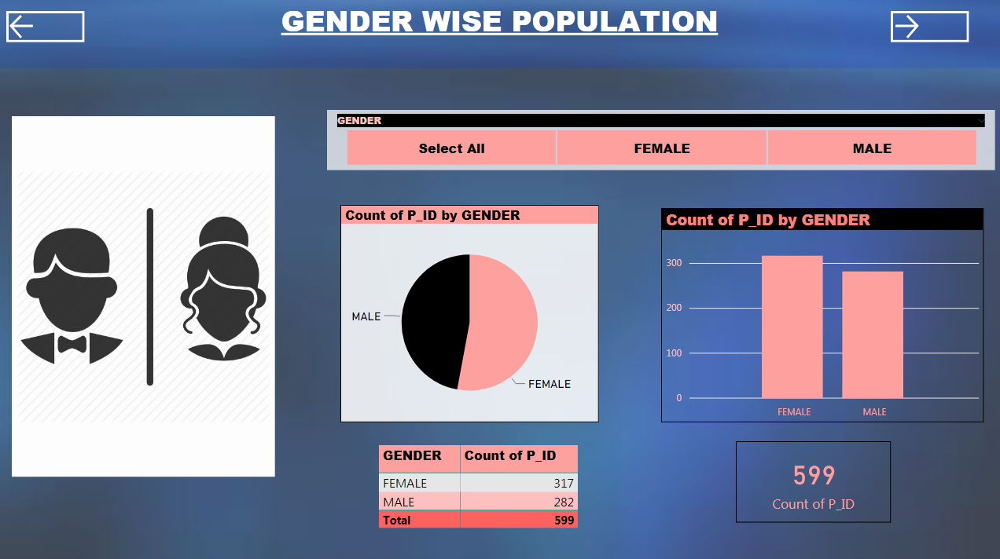 GENDER WISE POPULATION
GENDER
Select All FEMALE MALE
Count of P_ID by GENDER
MALE
FEMALE
Count of P_ID by GENDER
300
200
100
0
FEMALE MALE
GENDER Count of P_ID
FEMALE 317
MALE 282
Total 599
599
Count of P_ID